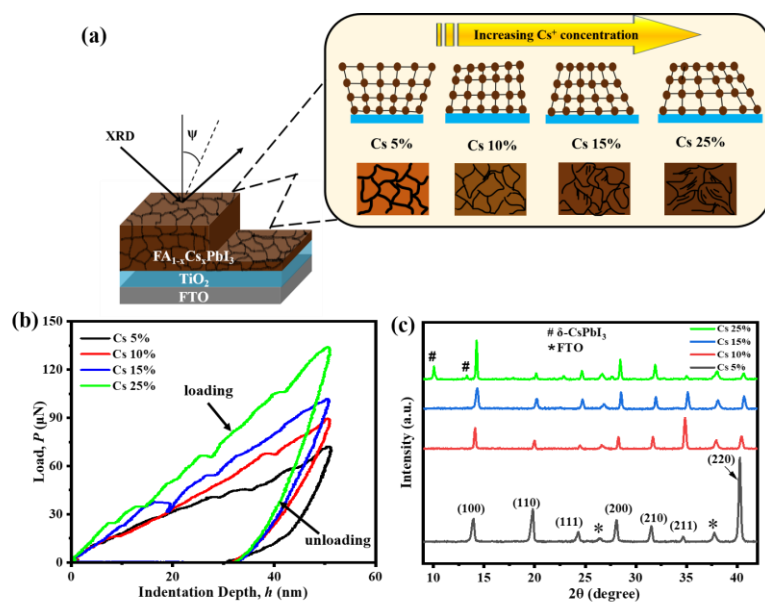 (a)
Increasing Cs⁺ concentration
Cs 5% Cs 10% Cs 15% Cs 25%
XRD
Ψ
FA₁₋ₓCsₓPbI₃
TiO₂
FTO
(b)
150
120
90
60
30
0
Load, P (μN)
Cs 5%
Cs 10%
Cs 15%
Cs 25%
loading
unloading
0 20 40 60
Indentation Depth, h (nm)
(c)
# δ-CsPbI₃
* FTO
Cs 25%
Cs 15%
Cs 10%
Cs 5%
# #
Intensity (a.u.)
(100) (110) (111) * (200) (210) (211) * (220)
10 15 20 25 30 35 40
2θ (degree)